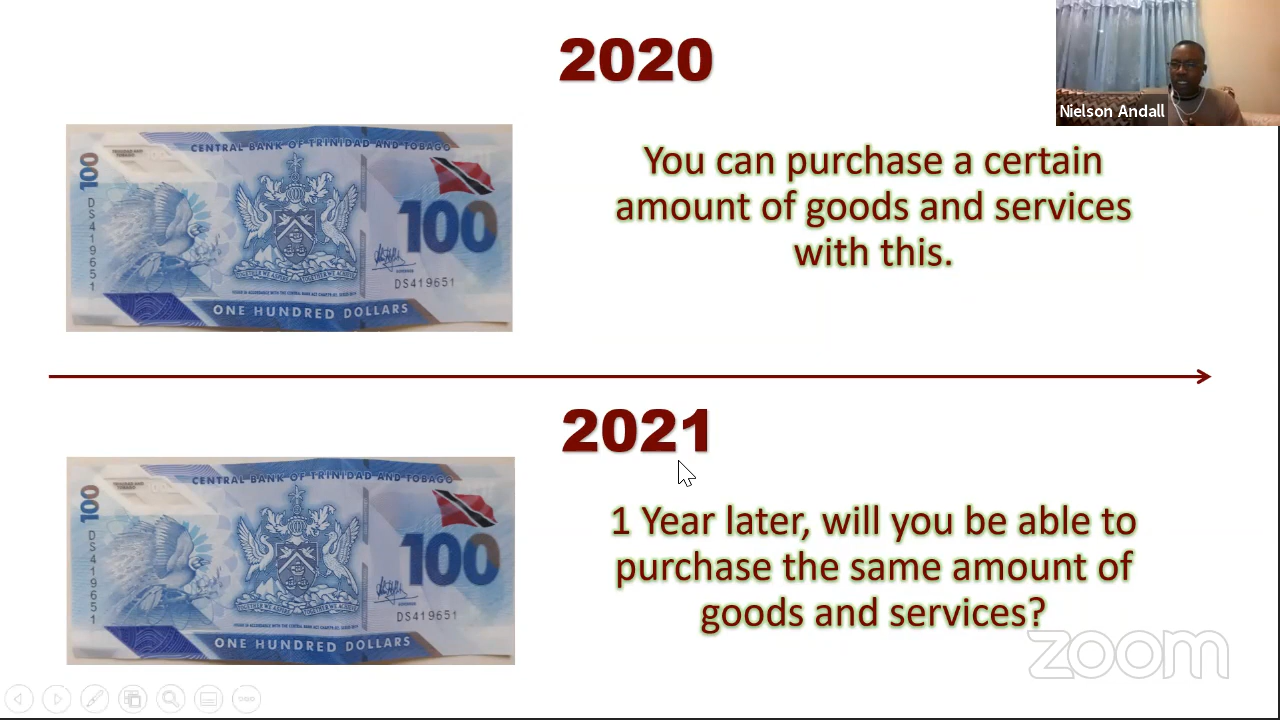 2020
Nielson Andall
CENTRAL BANK OF TRINIDAD AND TOBAGO
100
DS419651
100
DS419651
ONE HUNDRED DOLLARS
You can purchase a certain
amount of goods and services
with this.
2021
CENTRAL BANK OF TRINIDAD AND TOBAGO
100
DS419651
100
DS419651
ONE HUNDRED DOLLARS
1 Year later, will you be able to
purchase the same amount of
goods and services?
zoom